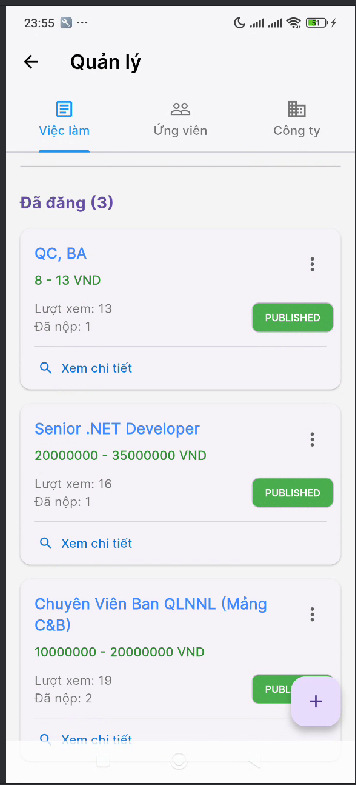 23:55
51
Quản lý
Việc làm
Ứng viên
Công ty
Đã đăng (3)
QC, BA
8 - 13 VND
Lượt xem: 13
Đã nộp: 1
PUBLISHED
Xem chi tiết
Senior .NET Developer
20000000 - 35000000 VND
Lượt xem: 16
Đã nộp: 1
PUBLISHED
Xem chi tiết
Chuyên Viên Ban QLNNL (Mảng
C&B)
10000000 - 20000000 VND
Lượt xem: 19
Đã nộp: 2
PUBL
Xem chi tiết